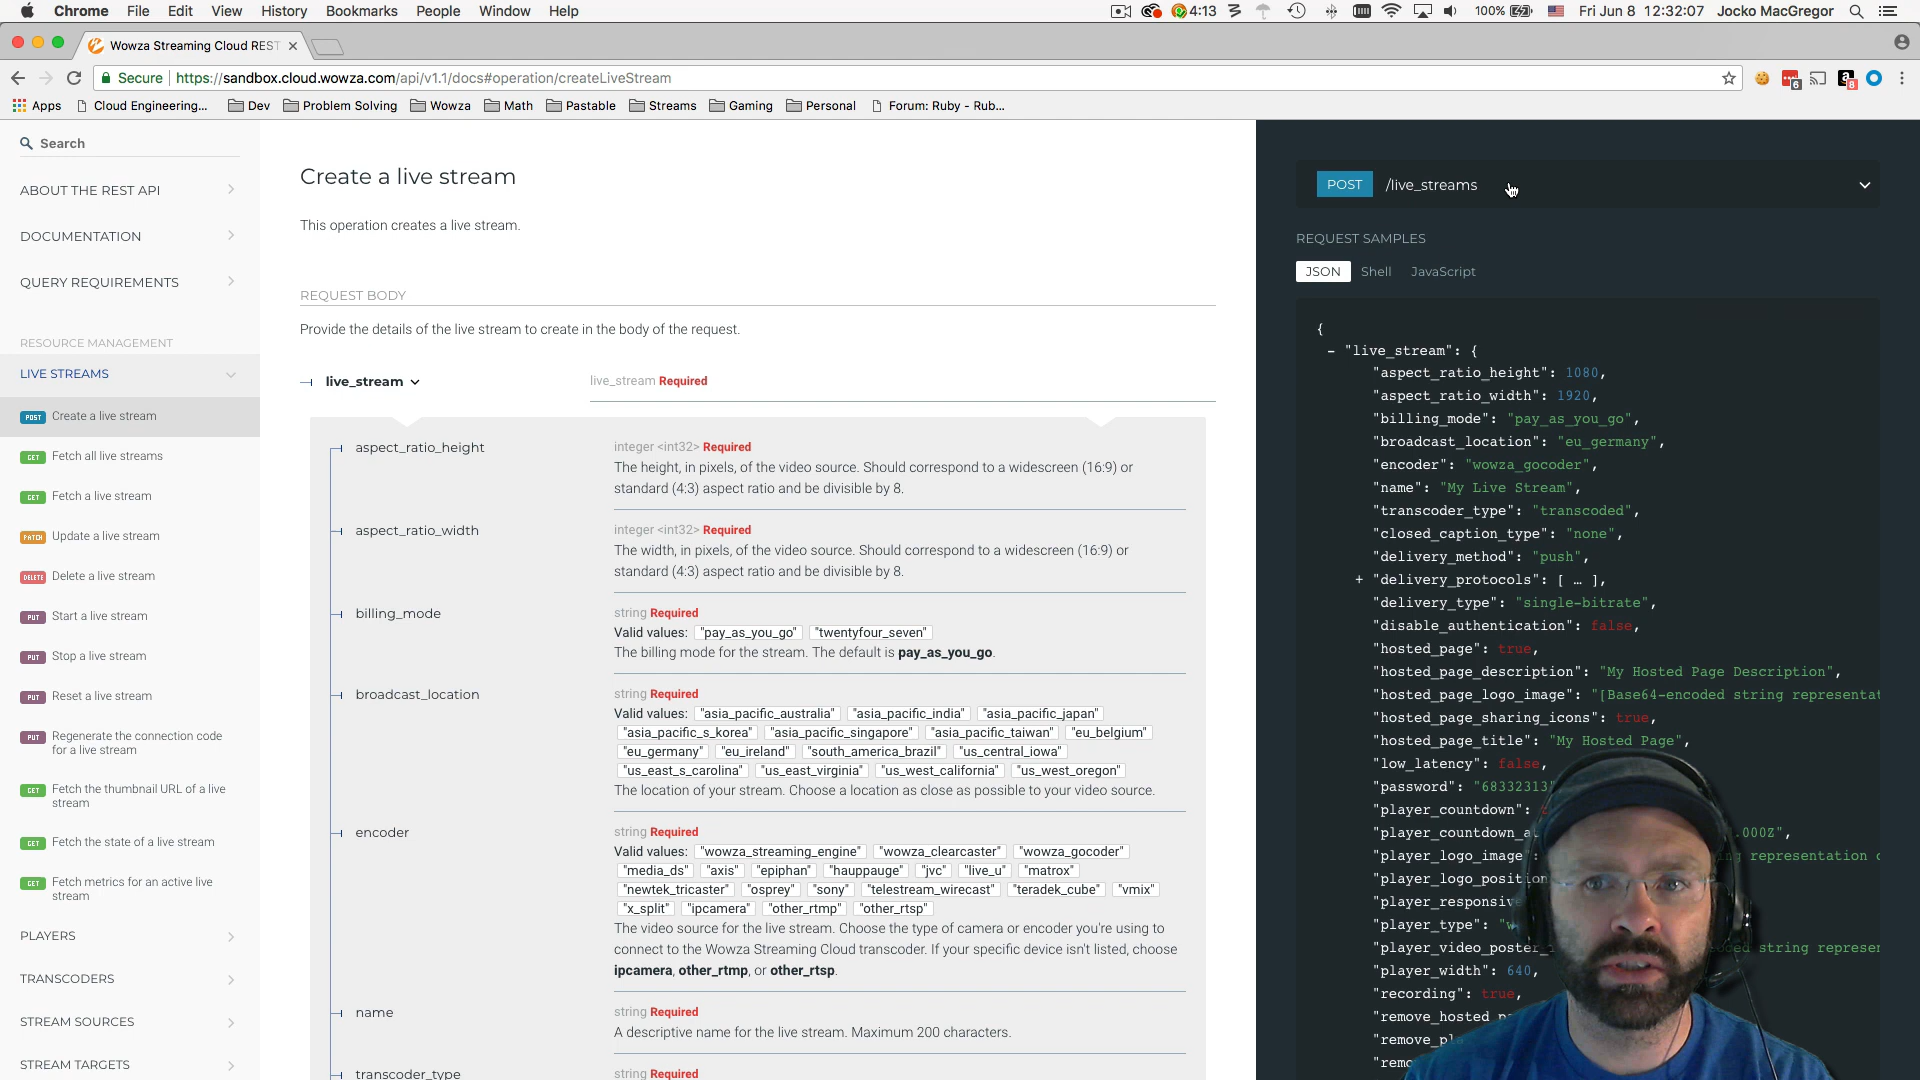 Chrome File Edit View History Bookmarks People Window Help 4:13 100% Fri Jun 8 12:32:07 Jocko MacGregor
Wowza Streaming Cloud REST
Secure https://sandbox.cloud.wowza.com/api/v1.1/docs#operation/createLiveStream
Apps Cloud Engineering... Dev Problem Solving Wowza Math Pastable Streams Gaming Personal Forum: Ruby - Rub...
Search
ABOUT THE REST API
DOCUMENTATION
QUERY REQUIREMENTS
RESOURCE MANAGEMENT
LIVE STREAMS
POST Create a live stream
GET Fetch all live streams
GET Fetch a live stream
PATCH Update a live stream
DELETE Delete a live stream
PUT Start a live stream
PUT Stop a live stream
PUT Reset a live stream
PUT Regenerate the connection code
for a live stream
GET Fetch the thumbnail URL of a live
stream
GET Fetch the state of a live stream
GET Fetch metrics for an active live
stream
PLAYERS
TRANSCODERS
STREAM SOURCES
STREAM TARGETS
Create a live stream
This operation creates a live stream.
REQUEST BODY
Provide the details of the live stream to create in the body of the request.
live_stream live_stream Required
aspect_ratio_height integer <int32> Required
The height, in pixels, of the video source. Should correspond to a widescreen (16:9) or
standard (4:3) aspect ratio and be divisible by 8.
aspect_ratio_width integer <int32> Required
The width, in pixels, of the video source. Should correspond to a widescreen (16:9) or
standard (4:3) aspect ratio and be divisible by 8.
billing_mode string Required
Valid values: "pay_as_you_go" "twentyfour_seven"
The billing mode for the stream. The default is pay_as_you_go.
broadcast_location string Required
Valid values: "asia_pacific_australia" "asia_pacific_india" "asia_pacific_japan"
"asia_pacific_s_korea" "asia_pacific_singapore" "asia_pacific_taiwan" "eu_belgium"
"eu_germany" "eu_ireland" "south_america_brazil" "us_central_iowa"
"us_east_s_carolina" "us_east_virginia" "us_west_california" "us_west_oregon"
The location of your stream. Choose a location as close as possible to your video source.
encoder string Required
Valid values: "wowza_streaming_engine" "wowza_clearcaster" "wowza_gocoder"
"media_ds" "axis" "epiphan" "hauppauge" "jvc" "live_u" "matrox"
"newtek_tricaster" "osprey" "sony" "telestream_wirecast" "teradek_cube" "vmix"
"x_split" "ipcamera" "other_rtmp" "other_rtsp"
The video source for the live stream. Choose the type of camera or encoder you're using to
connect to the Wowza Streaming Cloud transcoder. If your specific device isn't listed, choose
ipcamera, other_rtmp, or other_rtsp.
name string Required
A descriptive name for the live stream. Maximum 200 characters.
transcoder_type string Required
POST /live_streams
REQUEST SAMPLES
JSON Shell JavaScript
{
- "live_stream": {
"aspect_ratio_height": 1080,
"aspect_ratio_width": 1920,
"billing_mode": "pay_as_you_go",
"broadcast_location": "eu_germany",
"encoder": "wowza_gocoder",
"name": "My Live Stream",
"transcoder_type": "transcoded",
"closed_caption_type": "none",
"delivery_method": "push",
+ "delivery_protocols": [ … ],
"delivery_type": "single-bitrate",
"disable_authentication": false,
"hosted_page": true,
"hosted_page_description": "My Hosted Page Description",
"hosted_page_logo_image": "[Base64-encoded string representat
"hosted_page_sharing_icons": true,
"hosted_page_title": "My Hosted Page",
"low_latency": false,
"password": "68332313
"player_countdown":
"player_countdown_a .000Z",
"player_logo_image": ng representation o
"player_logo_position
"player_responsive
"player_type": "w
"player_video_poster_ oded string represen
"player_width": 640,
"recording": true,
"remove_hosted_p
"remove_pl
"remo